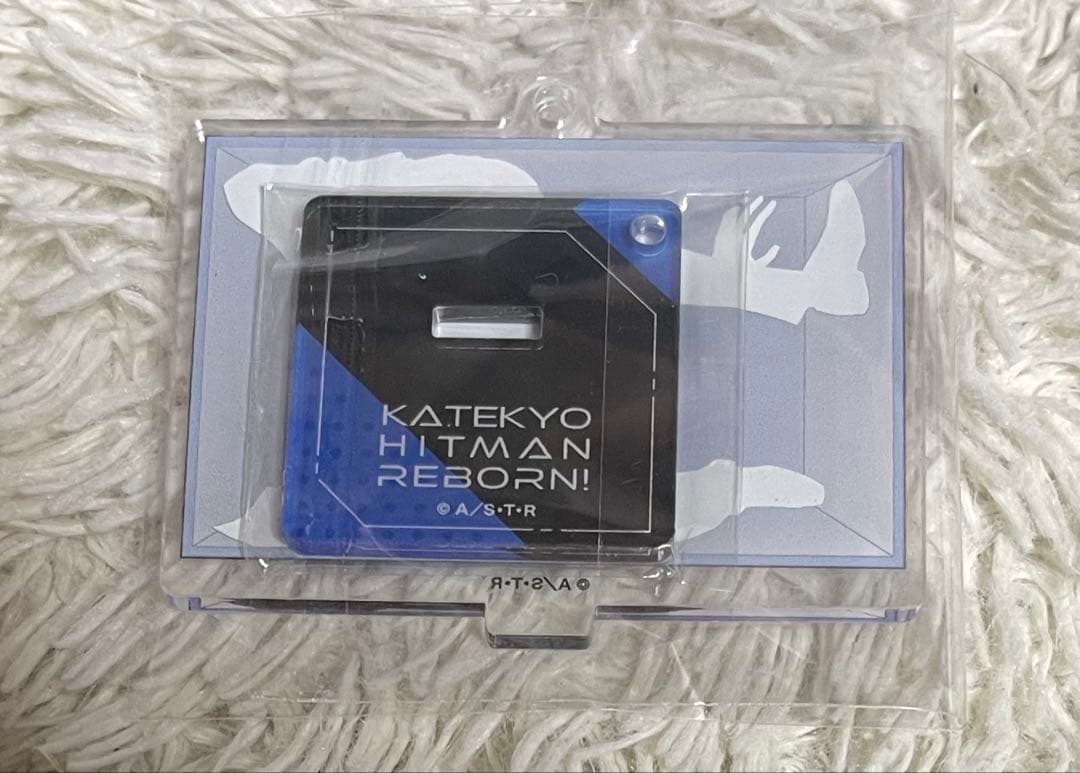 KATEKYO
HITMAN
REBORN!
©A/S・T・R
©A/S・T・R